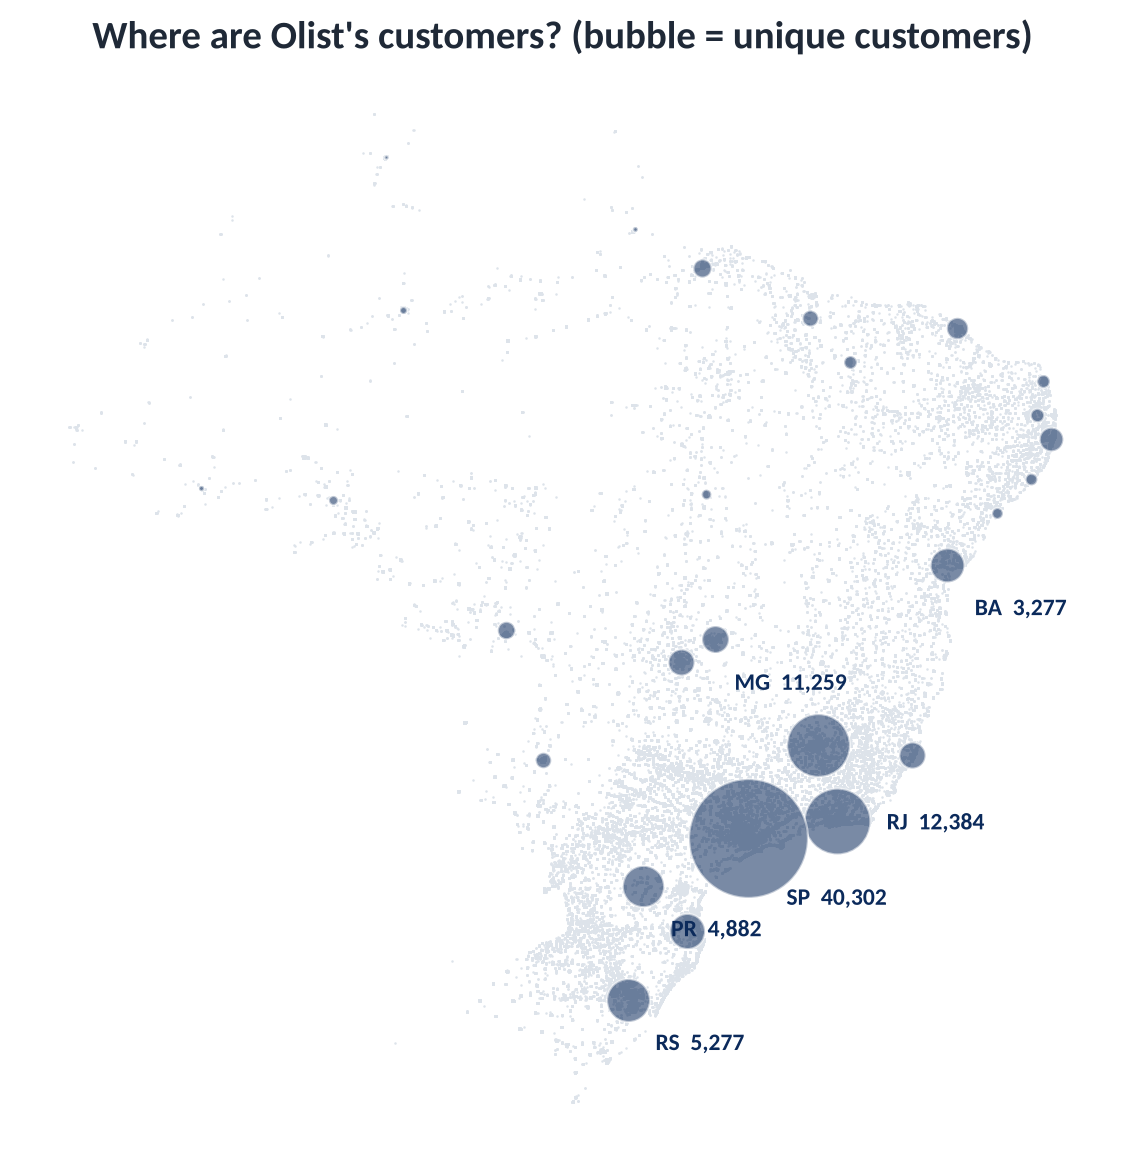 Where are Olist's customers? (bubble = unique customers)
BA 3,277
MG 11,259
RJ 12,384
SP 40,302
PR 4,882
RS 5,277